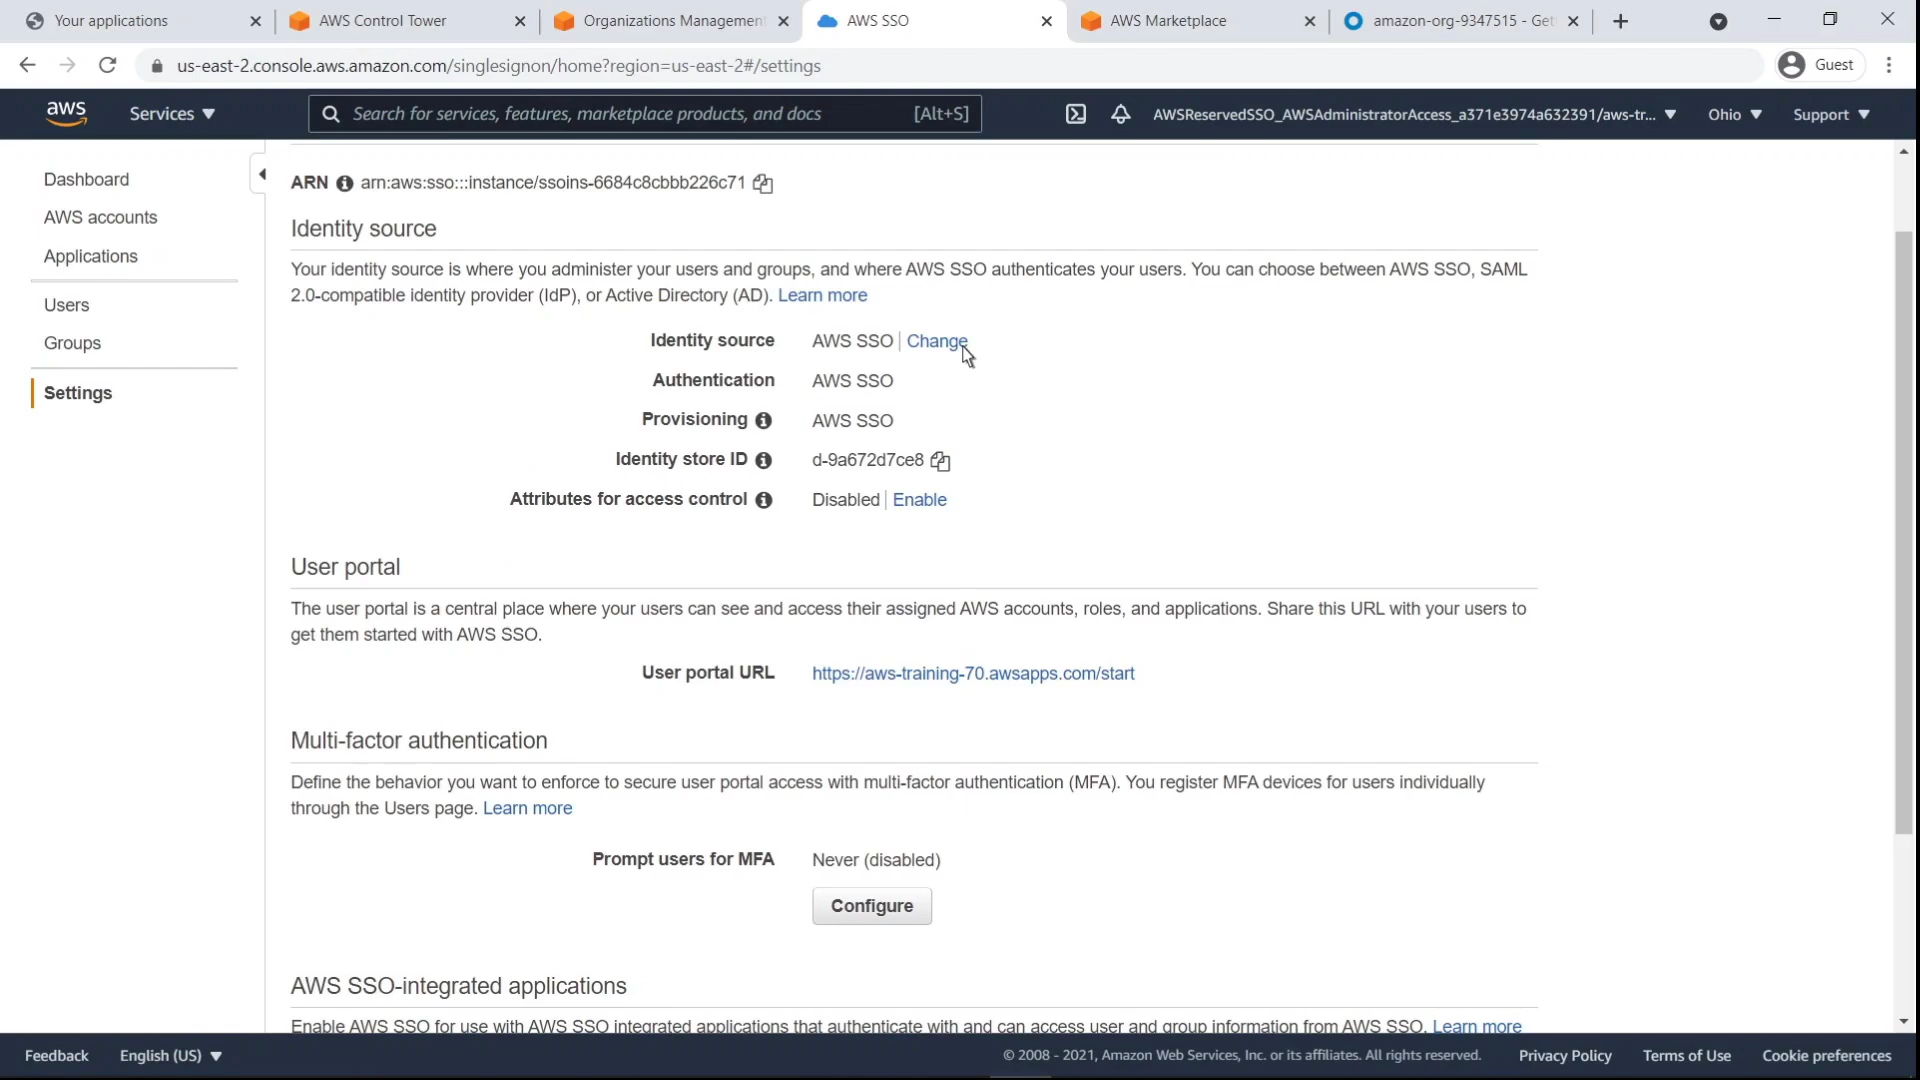 Your applications
AWS Control Tower
Organizations Management
AWS SSO
AWS Marketplace
amazon-org-9347515 - Get
us-east-2.console.aws.amazon.com/singlesignon/home?region=us-east-2#/settings
Guest
aws
Services
Search for services, features, marketplace products, and docs
[Alt+S]
AWSReservedSSO_AWSAdministratorAccess_a371e3974a632391/aws-tr...
Ohio
Support
Dashboard
AWS accounts
Applications
Users
Groups
Settings
ARN arn:aws:sso:::instance/ssoins-6684c8cbbb226c71
Identity source
Your identity source is where you administer your users and groups, and where AWS SSO authenticates your users. You can choose between AWS SSO, SAML
2.0-compatible identity provider (IdP), or Active Directory (AD). Learn more
Identity source AWS SSO | Change
Authentication AWS SSO
Provisioning AWS SSO
Identity store ID d-9a672d7ce8
Attributes for access control Disabled | Enable
User portal
The user portal is a central place where your users can see and access their assigned AWS accounts, roles, and applications. Share this URL with your users to
get them started with AWS SSO.
User portal URL https://aws-training-70.awsapps.com/start
Multi-factor authentication
Define the behavior you want to enforce to secure user portal access with multi-factor authentication (MFA). You register MFA devices for users individually
through the Users page. Learn more
Prompt users for MFA Never (disabled)
Configure
AWS SSO-integrated applications
Enable AWS SSO for use with AWS SSO integrated applications that authenticate with and can access user and group information from AWS SSO. Learn more
Feedback
English (US)
© 2008 - 2021, Amazon Web Services, Inc. or its affiliates. All rights reserved.
Privacy Policy
Terms of Use
Cookie preferences